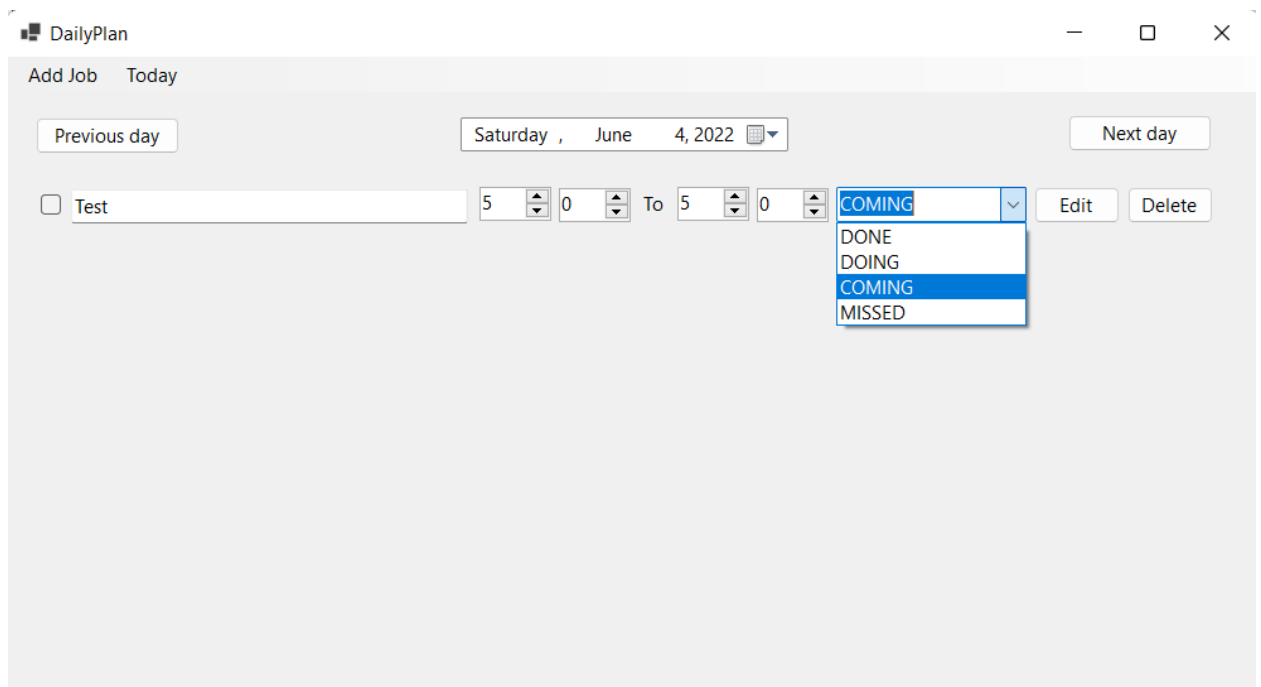 DailyPlan
Add Job Today
Previous day Saturday , June 4, 2022 Next day
Test 5 0 To 5 0 COMING Edit Delete
DONE
DOING
COMING
MISSED